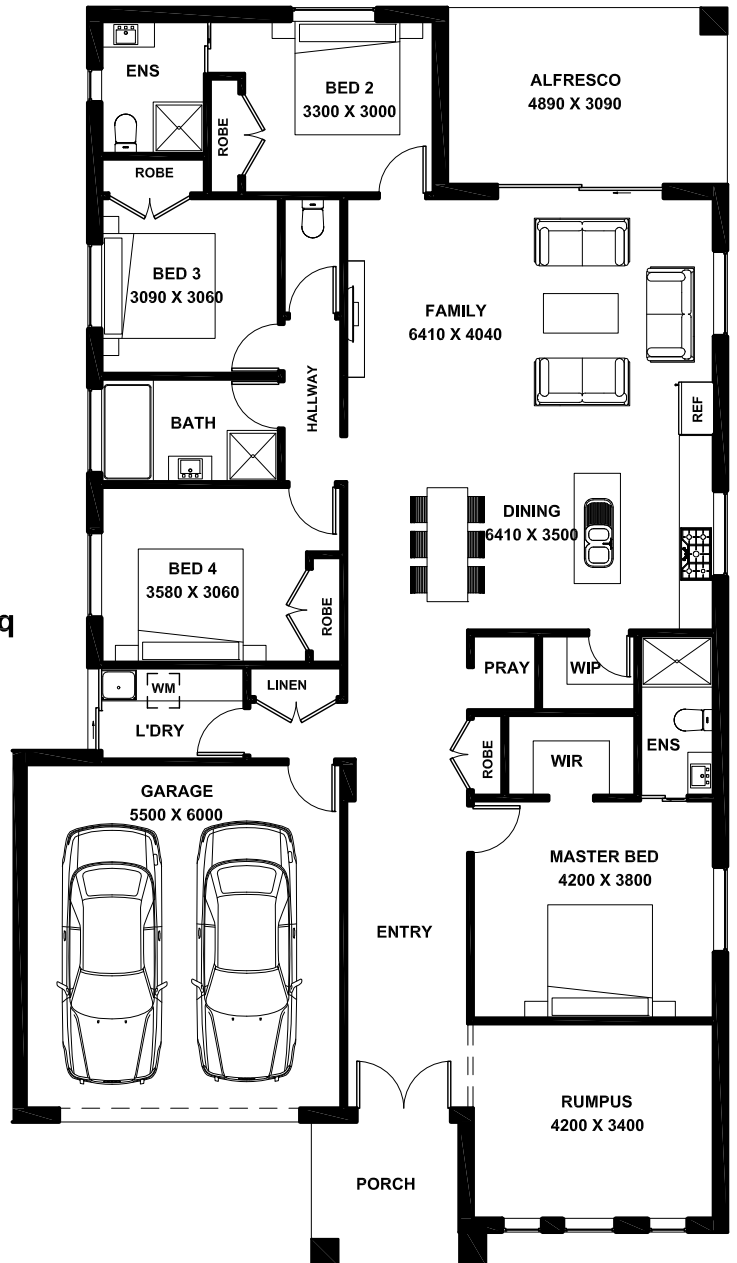 ENS
BED 2
3300 X 3000
ROBE
ALFRESCO
4890 X 3090
ROBE
BED 3
3090 X 3060
FAMILY
6410 X 4040
HALLWAY
REF
BATH
DINING
6410 X 3500
BED 4
3580 X 3060
ROBE
q
PRAY
WIP
WM
LINEN
L'DRY
ROBE
WIR
ENS
GARAGE
5500 X 6000
MASTER BED
4200 X 3800
ENTRY
RUMPUS
4200 X 3400
PORCH